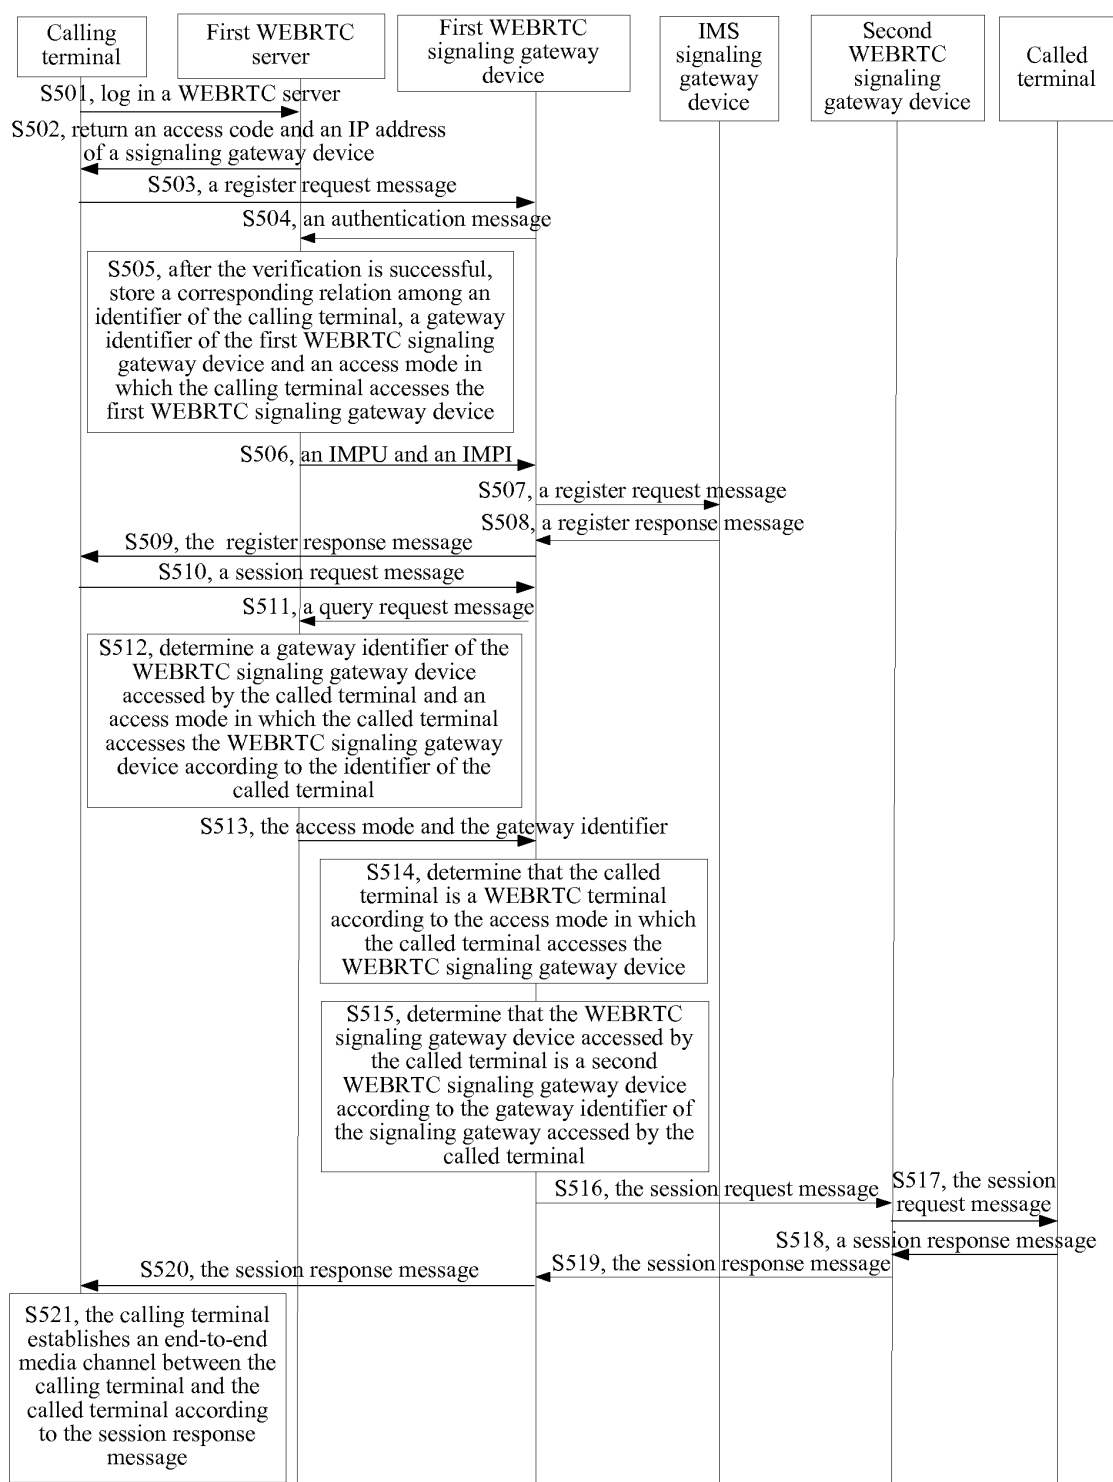 Calling
terminal
First WEBRTC
server
First WEBRTC
signaling gateway
device
IMS
signaling
gateway
device
Second
WEBRTC
signaling
gateway device
Called
terminal
S501, log in a WEBRTC server
S502, return an access code and an IP address
of a ssignaling gateway device
S503, a register request message
S504, an authentication message
S505, after the verification is successful,
store a corresponding relation among an
identifier of the calling terminal, a gateway
identifier of the first WEBRTC signaling
gateway device and an access mode in
which the calling terminal accesses the
first WEBRTC signaling gateway device
S506, an IMPU and an IMPI
S507, a register request message
S508, a register response message
S509, the register response message
S510, a session request message
S511, a query request message
S512, determine a gateway identifier of the
WEBRTC signaling gateway device
accessed by the called terminal and an
access mode in which the called terminal
accesses the WEBRTC signaling gateway
device according to the identifier of the
called terminal
S513, the access mode and the gateway identifier
S514, determine that the called
terminal is a WEBRTC terminal
according to the access mode in which
the called terminal accesses the
WEBRTC signaling gateway device
S515, determine that the WEBRTC
signaling gateway device accessed by
the called terminal is a second
WEBRTC signaling gateway device
according to the gateway identifier of
the signaling gateway accessed by the
called terminal
S516, the session request message
S517, the session
request message
S518, a session response message
S519, the session response message
S520, the session response message
S521, the calling terminal
establishes an end-to-end
media channel between the
calling terminal and the
called terminal according
to the session response
message